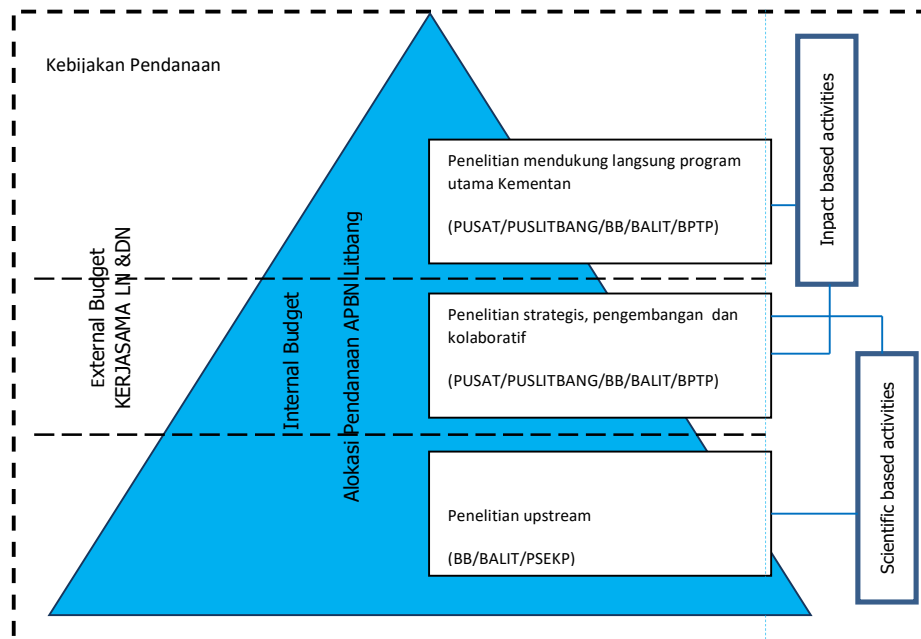 Kebijakan Pendanaan
External Budget
KERJASAMA LN &DN
Internal Budget
Alokasi Pendanaan APBN Litbang
Penelitian mendukung langsung program
utama Kementan
(PUSAT/PUSLITBANG/BB/BALIT/BPTP)
Penelitian strategis, pengembangan dan
kolaboratif
(PUSAT/PUSLITBANG/BB/BALIT/BPTP)
Penelitian upstream
(BB/BALIT/PSEKP)
Inpact based activities
Scientific based activities